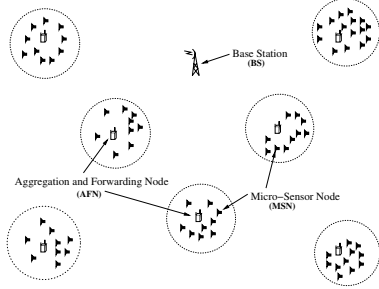 Base Station
(BS)
Aggregation and Forwarding Node
(AFN)
Micro-Sensor Node
(MSN)